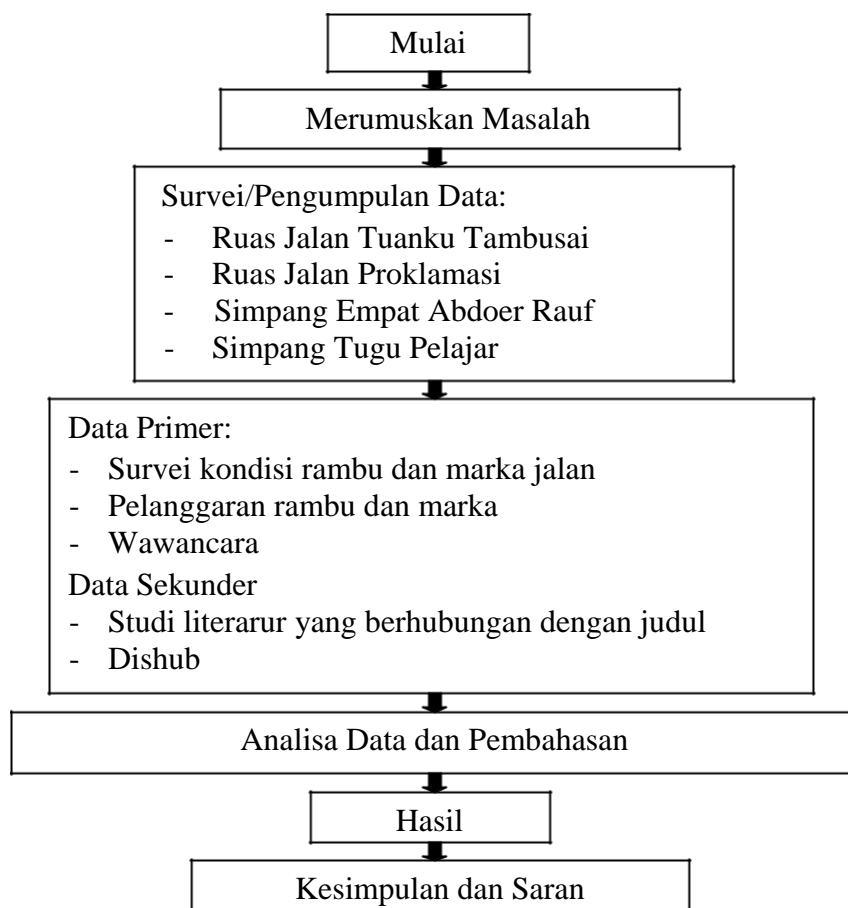 Mulai
Merumuskan Masalah
Survei/Pengumpulan Data:
- Ruas Jalan Tuanku Tambusai
- Ruas Jalan Proklamasi
- Simpang Empat Abdoer Rauf
- Simpang Tugu Pelajar
Data Primer:
- Survei kondisi rambu dan marka jalan
- Pelanggaran rambu dan marka
- Wawancara
Data Sekunder
- Studi literarur yang berhubungan dengan judul
- Dishub
Analisa Data dan Pembahasan
Hasil
Kesimpulan dan Saran